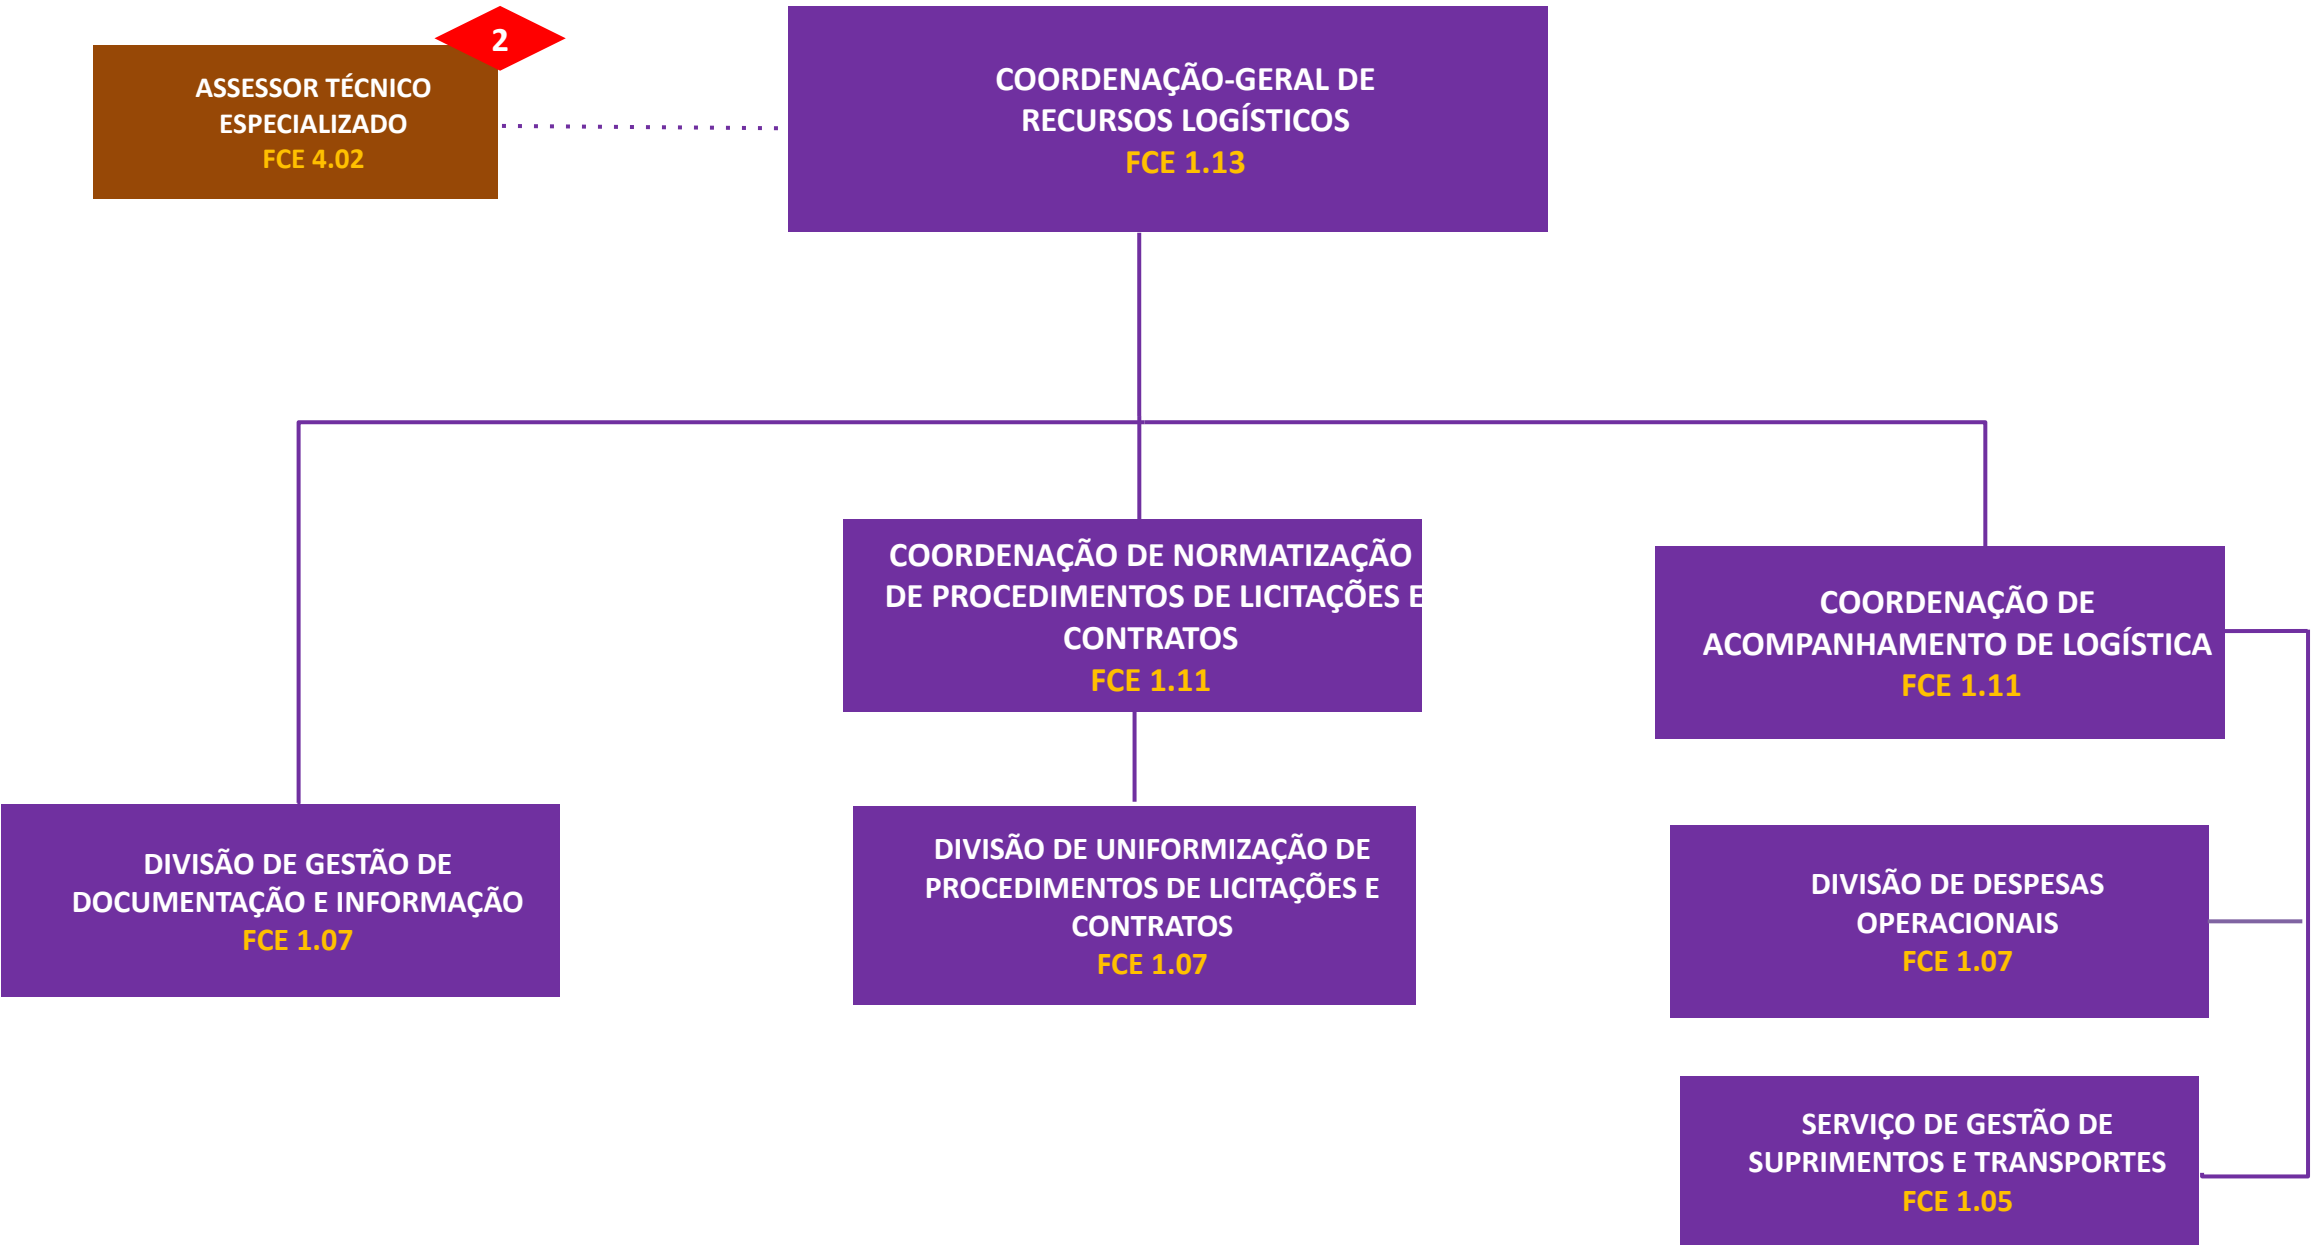 2
ASSESSOR TÉCNICO
ESPECIALIZADO
FCE 4.02
COORDENAÇÃO-GERAL DE
RECURSOS LOGÍSTICOS
FCE 1.13
COORDENAÇÃO DE NORMATIZAÇÃO
DE PROCEDIMENTOS DE LICITAÇÕES E
CONTRATOS
FCE 1.11
COORDENAÇÃO DE
ACOMPANHAMENTO DE LOGÍSTICA
FCE 1.11
DIVISÃO DE GESTÃO DE
DOCUMENTAÇÃO E INFORMAÇÃO
FCE 1.07
DIVISÃO DE UNIFORMIZAÇÃO DE
PROCEDIMENTOS DE LICITAÇÕES E
CONTRATOS
FCE 1.07
DIVISÃO DE DESPESAS
OPERACIONAIS
FCE 1.07
SERVIÇO DE GESTÃO DE
SUPRIMENTOS E TRANSPORTES
FCE 1.05